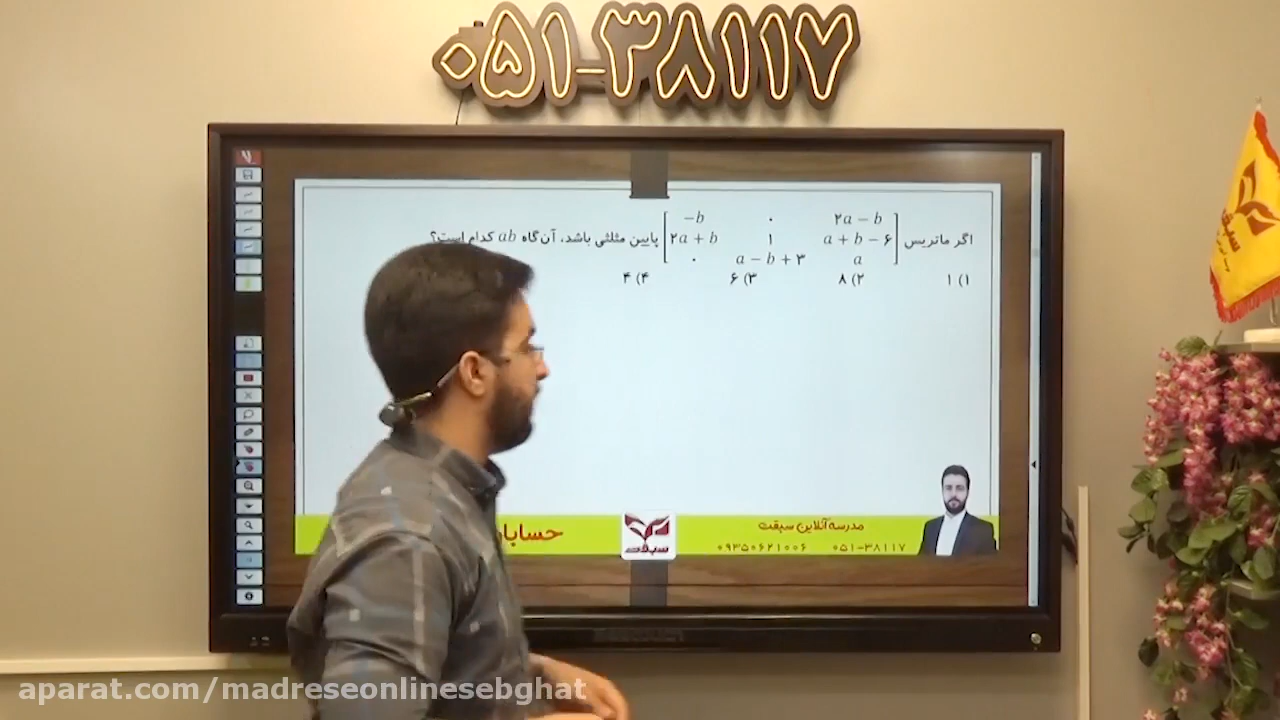 ۰۵۱-۳۸۱۱۷
اگر ماتریس [−b ۰ ۲a − b
۲a + b ۱ a + b − ۶
۰ a − b + ۳ a] پایین مثلثی باشد، آن‌گاه ab کدام است؟
۱) ۱ ۲) ۸ ۳) ۶ ۴) ۴
مدرسه آنلاین سبقت
۰۵۱-۳۸۱۱۷ ۰۹۳۵۰۶۲۱۰۰۶
سبقت
aparat.com/madreseonlinesebghat